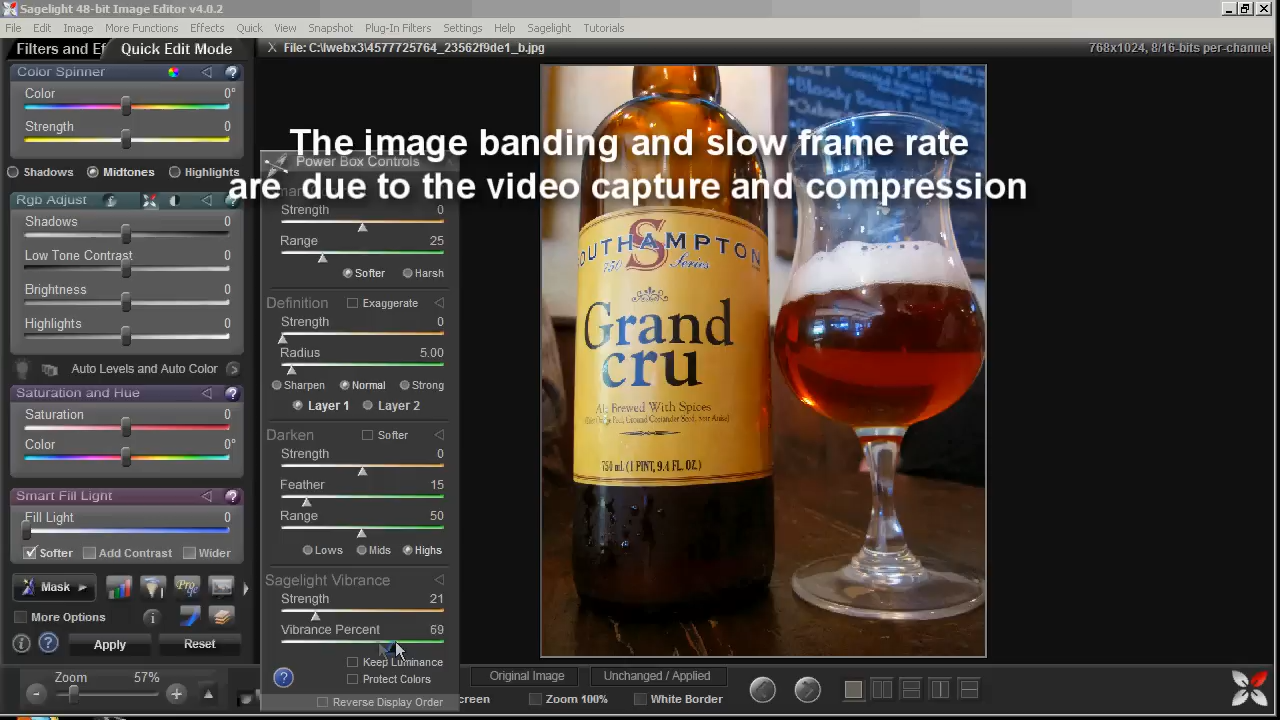 Sagelight 48-bit Image Editor v4.0.2
File Edit Image More Functions Effects Quick View Snapshot Plug-In Filters Settings Help Sagelight Tutorials
Filters and Ef Quick Edit Mode
X File: C:\lwebx3\4577725764_23562f9de1_b.jpg
768x1024, 8/16-bits per-channel
Color Spinner ?
Color 0°
Strength 0
Shadows Midtones Highlights
Rgb Adjust
Shadows 0
Low Tone Contrast 0
Brightness 0
Highlights 0
Auto Levels and Auto Color
Saturation and Hue ?
Saturation 0
Color 0°
Smart Fill Light ?
Fill Light 0
Softer Add Contrast Wider
Mask
More Options
Apply Reset
Zoom 57%
The image banding and slow frame rate
are due to the video capture and compression
Power Box Controls
Strength 0
Range 25
Softer Harsh
Definition Exaggerate
Strength 0
Radius 5.00
Sharpen Normal Strong
Layer 1 Layer 2
Darken Softer
Strength 0
Feather 15
Range 50
Lows Mids Highs
Sagelight Vibrance
Strength 21
Vibrance Percent 69
Keep Luminance
Protect Colors
Reverse Display Order
SOUTHAMPTON
750 Series
Grand
cru
Ale Brewed With Spices
750 ml. (1 PINT, 9.4 FL. OZ.)
Bloody
Original Image Unchanged / Applied
creen Zoom 100% White Border